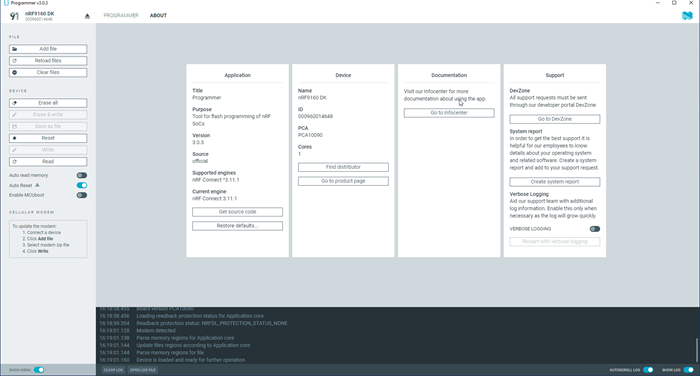 Programmer v3.0.3
91
nRF9160 DK
000960014648
PROGRAMMER
ABOUT
FILE
Add file
Reload files
Clear files
DEVICE
Erase all
Erase & write
Save as file
Reset
Write
Read
Auto read memory
Auto Reset
Enable MCUboot
CELLULAR MODEM
To update the modem:
1. Connect a device
2. Click Add file
3. Select modem zip file
4. Click Write
SHOW MENU
Application
Title
Programmer
Purpose
Tool for flash programming of nRF
SoCs
Version
3.0.3
Source
official
Supported engines
nRF Connect ^3.11.1
Current engine
nRF Connect 3.11.1
Get source code
Restore defaults...
Device
Name
nRF9160 DK
ID
000960014648
PCA
PCA10090
Cores
1
Find distributor
Go to product page
Documentation
Visit our infocenter for more
documentation about using the app.
Go to Infocenter
Support
DevZone
All support requests must be sent
through our developer portal DevZone.
Go to DevZone
System report
In order to get the best support it is
helpful for our employees to know
details about your operating system
and related software. Create a system
report and add to your support request.
Create system report
Verbose Logging
Aid our support team with additional
log information. Enable this only when
necessary as the log will grow quickly.
VERBOSE LOGGING
Restart with verbose logging
16:18:58.455 Board version PCA10090
16:18:58.456 Loading readback protection status for Application core
16:18:59.354 Readback protection status: NRFDL_PROTECTION_STATUS_NONE
16:19:01.128 Modem detected
16:19:01.138 Parse memory regions for Application core
16:19:01.144 Update files regions according to Application core
16:19:01.144 Parse memory regions for file
16:19:01.160 Device is loaded and ready for further operation
CLEAR LOG
OPEN LOG FILE
AUTOSCROLL LOG
SHOW LOG